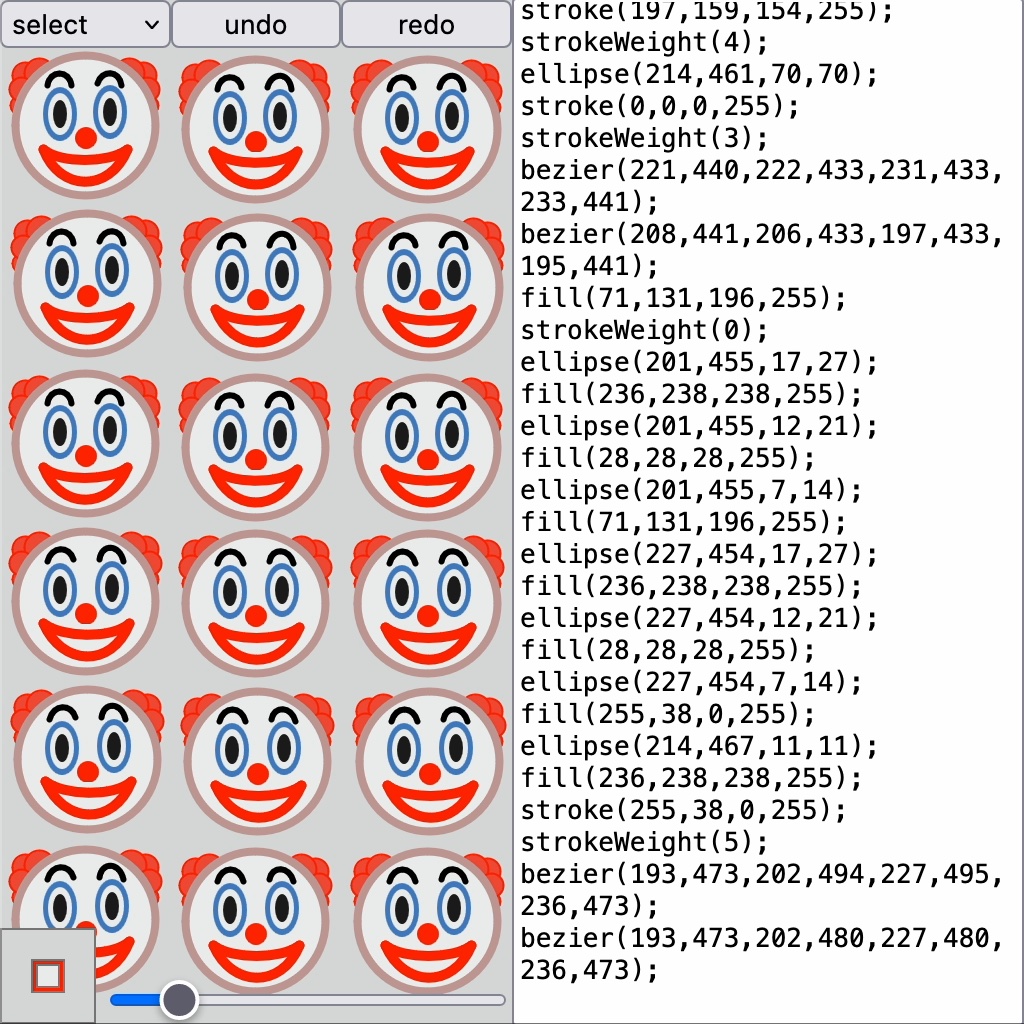 select
undo
redo
stroke(197,159,154,255);
strokeWeight(4);
ellipse(214,461,70,70);
stroke(0,0,0,255);
strokeWeight(3);
bezier(221,440,222,433,231,433,
233,441);
bezier(208,441,206,433,197,433,
195,441);
fill(71,131,196,255);
strokeWeight(0);
ellipse(201,455,17,27);
fill(236,238,238,255);
ellipse(201,455,12,21);
fill(28,28,28,255);
ellipse(201,455,7,14);
fill(71,131,196,255);
ellipse(227,454,17,27);
fill(236,238,238,255);
ellipse(227,454,12,21);
fill(28,28,28,255);
ellipse(227,454,7,14);
fill(255,38,0,255);
ellipse(214,467,11,11);
fill(236,238,238,255);
stroke(255,38,0,255);
strokeWeight(5);
bezier(193,473,202,494,227,495,
236,473);
bezier(193,473,202,480,227,480,
236,473);